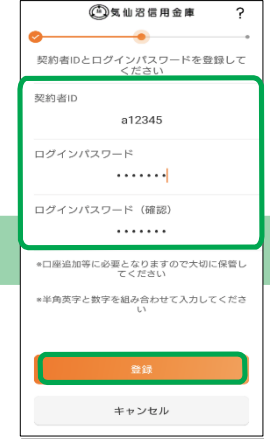 気仙沼信用金庫 ?
契約者IDとログインパスワードを登録して
ください
契約者ID
a12345
ログインパスワード
•••••••
ログインパスワード（確認）
•••••••
*口座追加等に必要となりますので大切に保管し
てください
*半角英字と数字を組み合わせて入力してくださ
い
登録
キャンセル